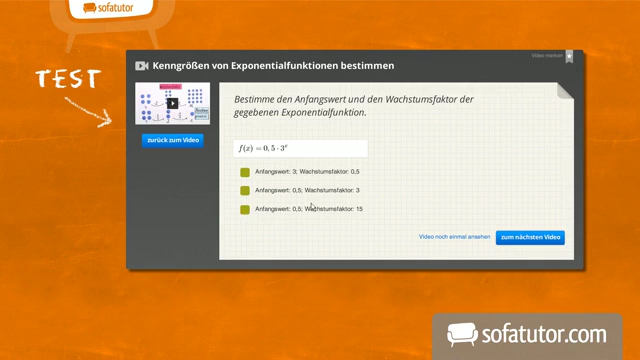 sofatutor
TEST
Video merken
Kenngrößen von Exponentialfunktionen bestimmen
Bestimme den Anfangswert und den Wachstumsfaktor der
gegebenen Exponentialfunktion.
zurück zum Video
f(x) = 0, 5 · 3ˣ
Anfangswert: 3; Wachstumsfaktor: 0,5
Anfangswert: 0,5; Wachstumsfaktor: 3
Anfangswert: 0,5; Wachstumsfaktor: 15
Video noch einmal ansehen
zum nächsten Video
sofatutor.com